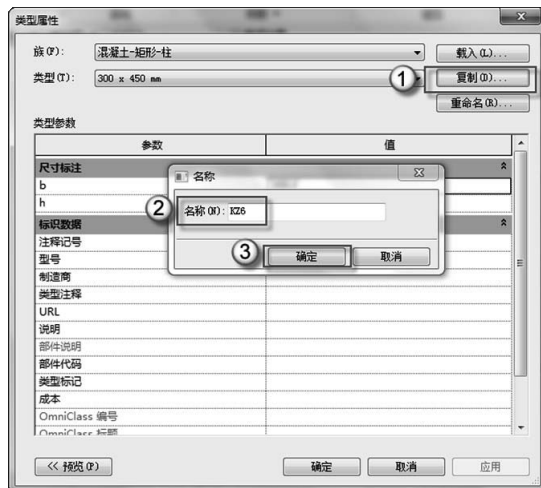 类型属性
族(F): 混凝土-矩形-柱 载入(L)...
类型(T): 300 x 450 mm ① 复制(D)...
重命名(R)...
类型参数
参数 值
尺寸标注
b
h
标识数据
注释记号
型号
制造商
类型注释
URL
说明
部件说明
部件代码
类型标记
成本
OmniClass 编号
OmniClass 标题
名称
② 名称(N): KZ6
③ 确定 取消
<< 预览(P) 确定 取消 应用